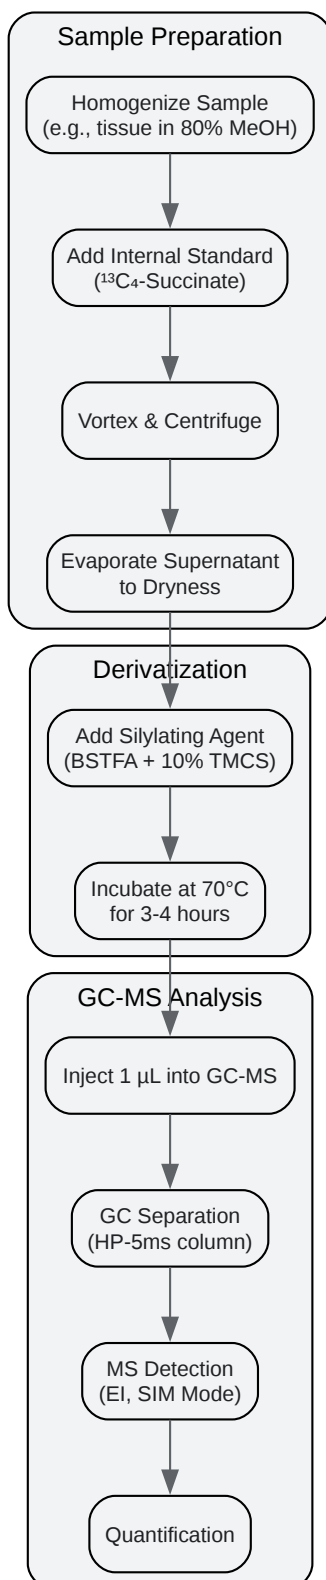 Sample Preparation
Homogenize Sample
(e.g., tissue in 80% MeOH)
Add Internal Standard
(¹³C₄-Succinate)
Vortex & Centrifuge
Evaporate Supernatant
to Dryness
Derivatization
Add Silylating Agent
(BSTFA + 10% TMCS)
Incubate at 70°C
for 3-4 hours
GC-MS Analysis
Inject 1 µL into GC-MS
GC Separation
(HP-5ms column)
MS Detection
(EI, SIM Mode)
Quantification